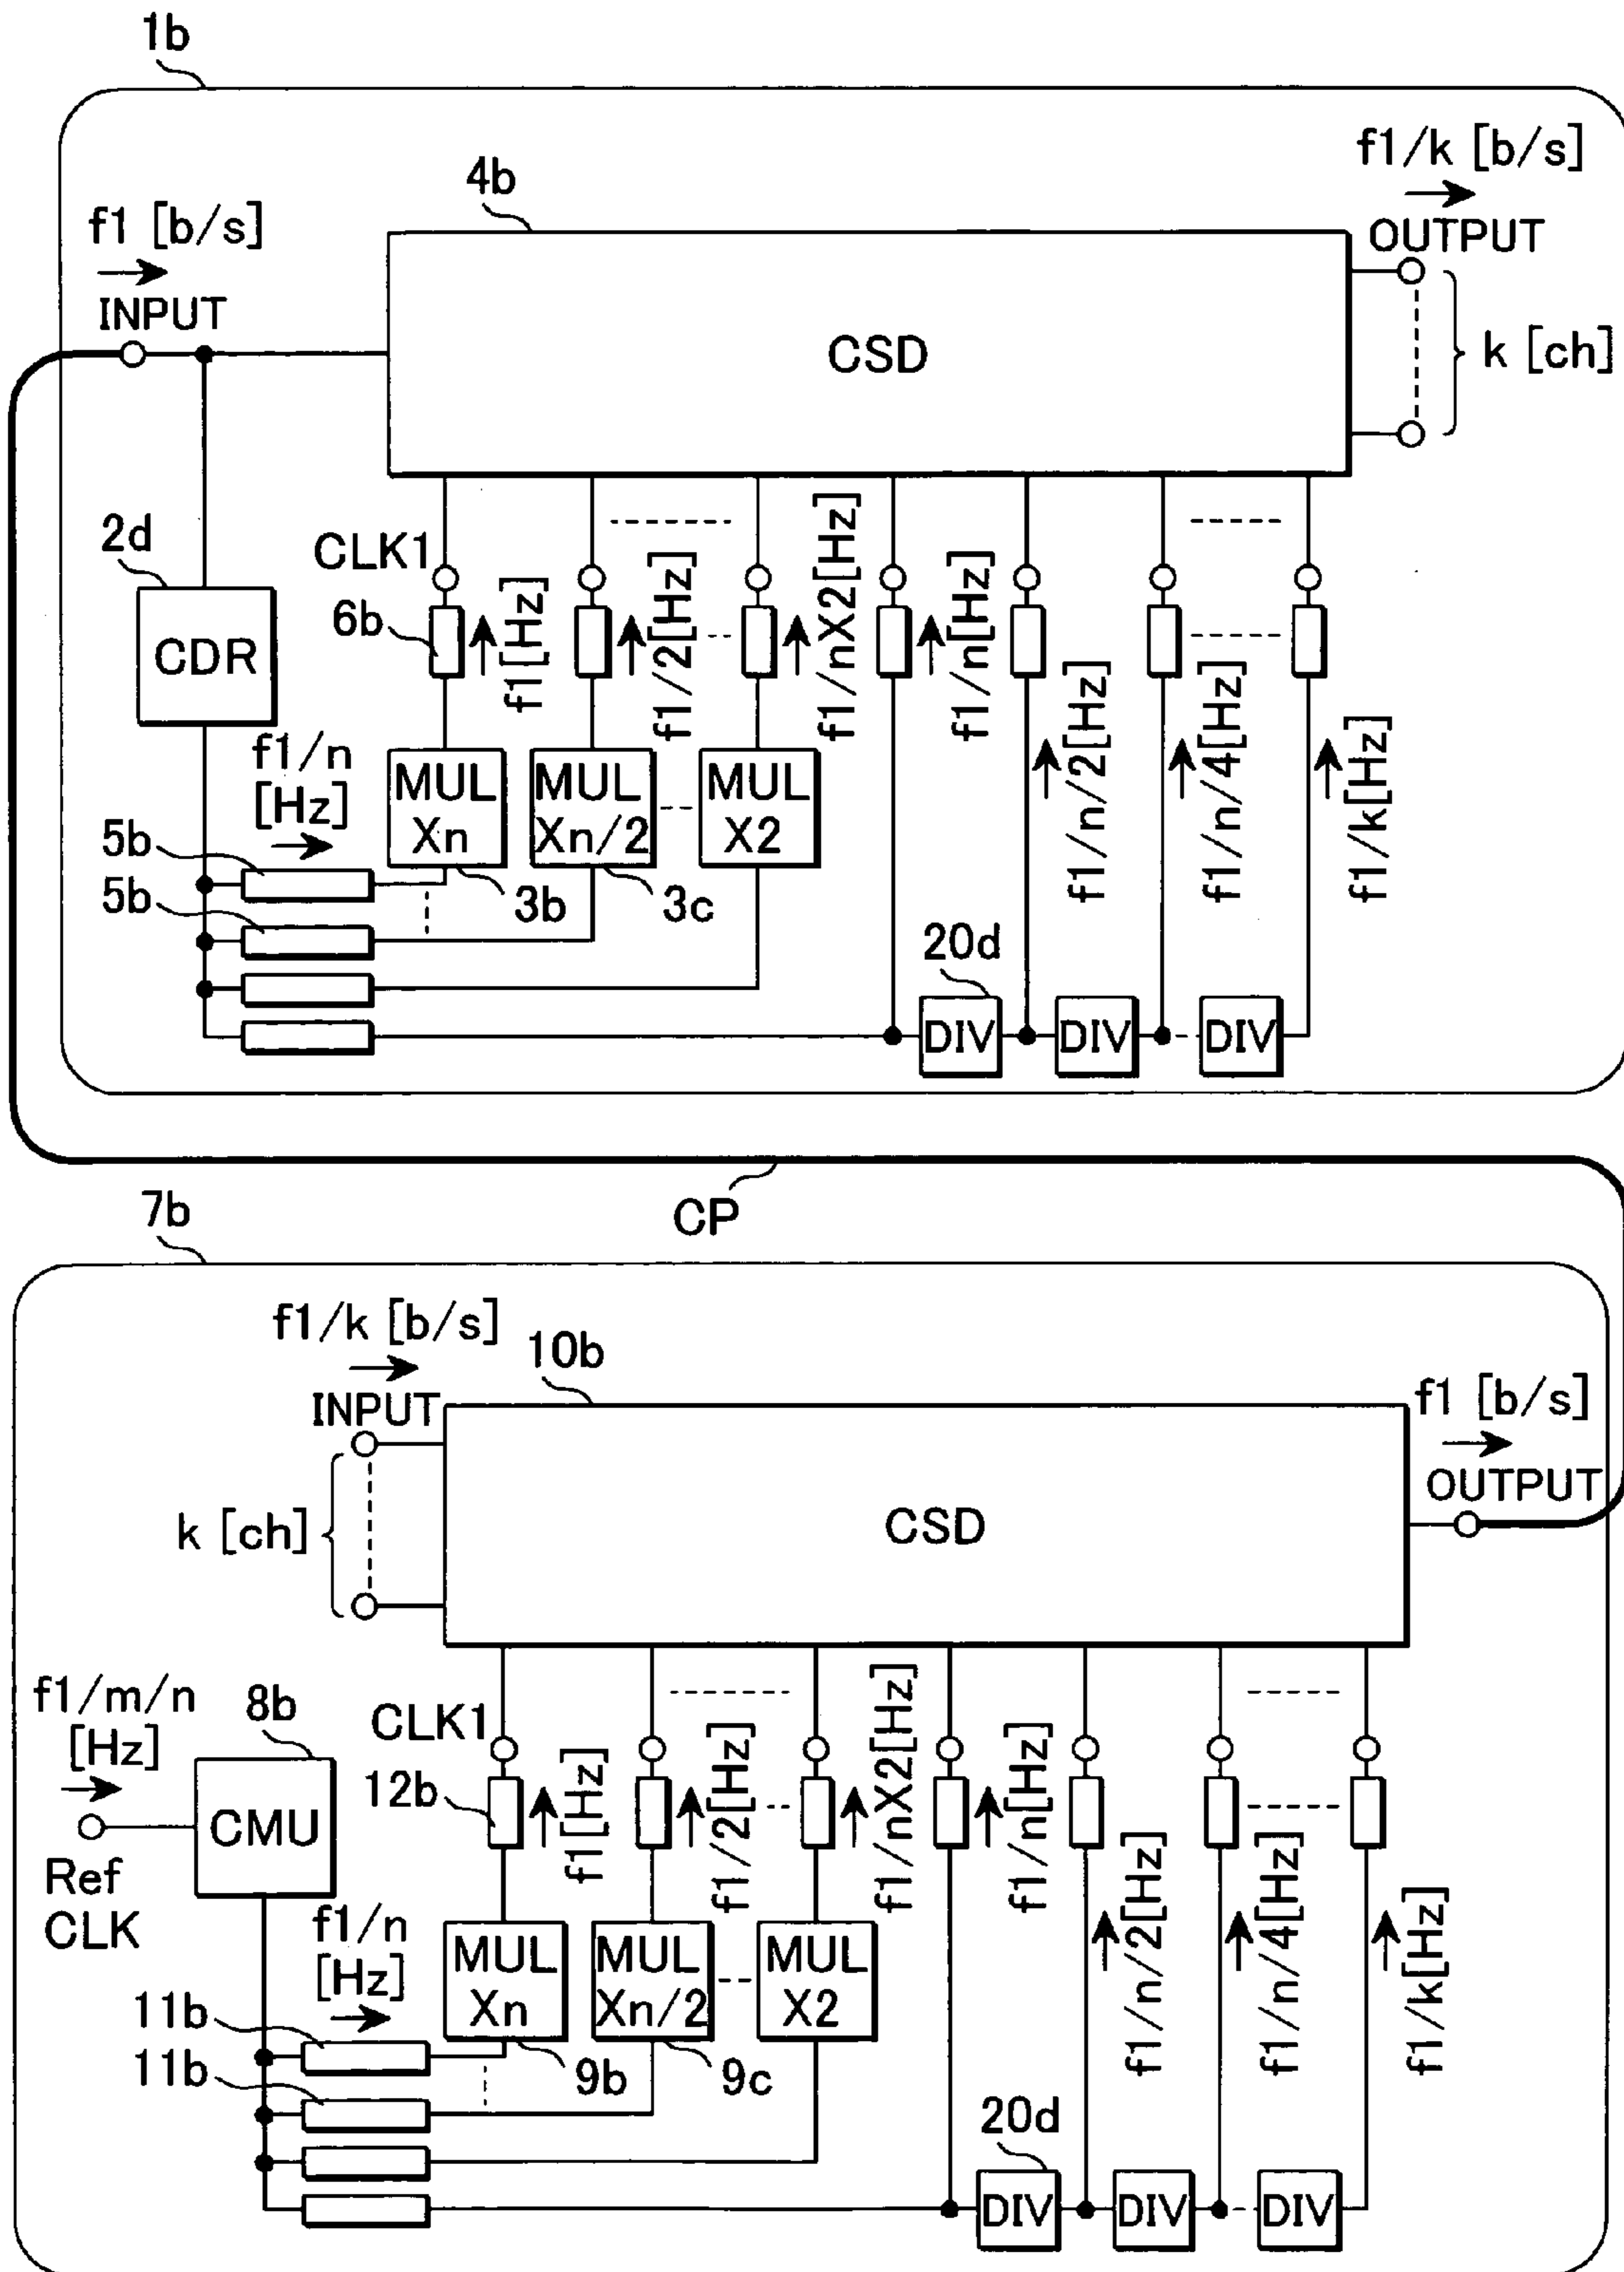 1b
f1/k [b/s]
4b
f1 [b/s]
OUTPUT
INPUT
CSD
k [ch]
2d
CLK1
6b
f1[Hz]
f1/2[Hz]
f1/nX2[Hz]
f1/n[Hz]
f1/n/2[Hz]
f1/n/4[Hz]
f1/k[Hz]
CDR
f1/n
[Hz]
MUL
Xn
MUL
Xn/2
MUL
X2
5b
5b
3b
3c
20d
DIV
DIV
DIV
CP
7b
f1/k [b/s]
10b
INPUT
f1 [b/s]
OUTPUT
k [ch]
CSD
f1/m/n
[Hz]
8b
CLK1
12b
f1[Hz]
f1/2[Hz]
f1/nX2[Hz]
f1/n[Hz]
f1/n/2[Hz]
f1/n/4[Hz]
f1/k[Hz]
CMU
Ref
CLK
f1/n
[Hz]
MUL
Xn
MUL
Xn/2
MUL
X2
11b
11b
9b
9c
20d
DIV
DIV
DIV